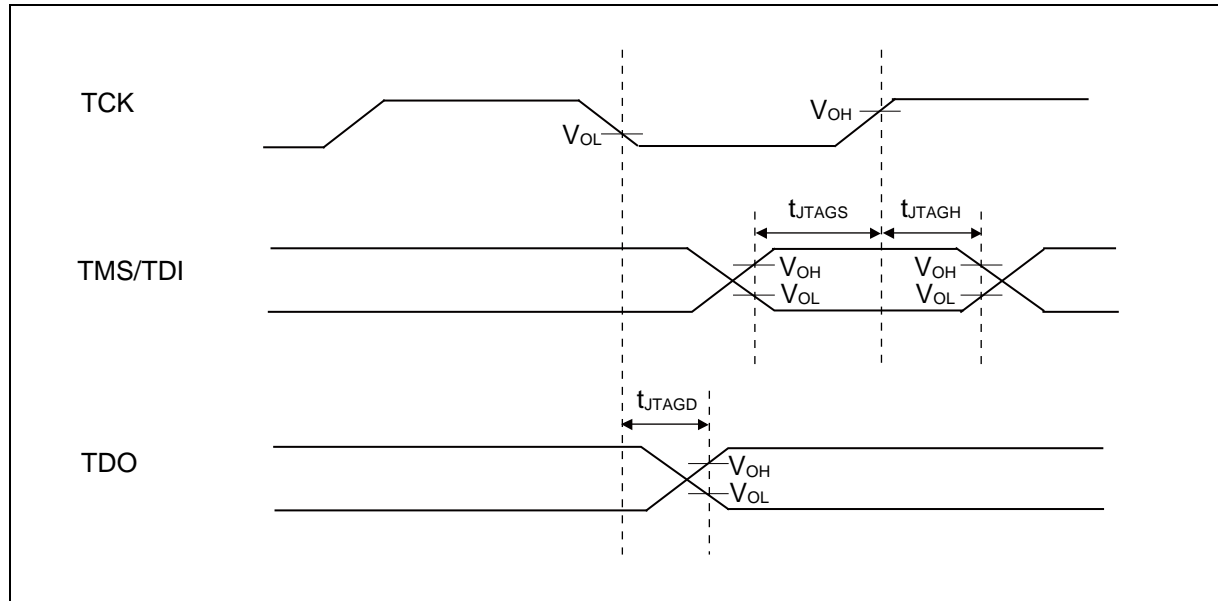 TCK
VOL
VOH
tJTAGS
tJTAGH
TMS/TDI
VOH
VOL
VOH
VOL
tJTAGD
TDO
VOH
VOL